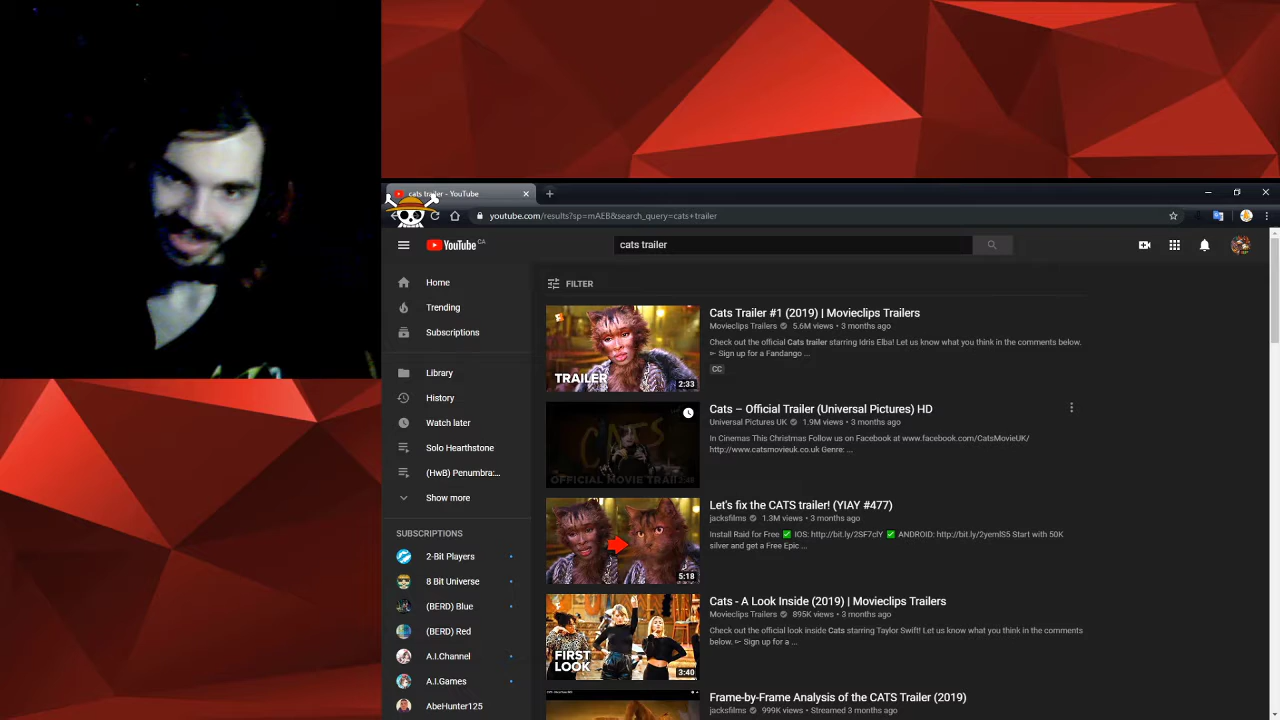 cats trailer - YouTube
youtube.com/results?sp=mAEB&search_query=cats+trailer
YouTube CA
cats trailer
Home
Trending
Subscriptions
Library
History
Watch later
Solo Hearthstone
(HwB) Penumbra:...
Show more
SUBSCRIPTIONS
2-Bit Players
8 Bit Universe
(BERD) Blue
(BERD) Red
A.I.Channel
A.I.Games
AbeHunter125
FILTER
TRAILER
2:33
Cats Trailer #1 (2019) | Movieclips Trailers
Movieclips Trailers 5.6M views • 3 months ago
Check out the official Cats trailer starring Idris Elba! Let us know what you think in the comments below.
► Sign up for a Fandango ...
CC
CATS
OFFICIAL MOVIE TRAI
Cats – Official Trailer (Universal Pictures) HD
Universal Pictures UK 1.9M views • 3 months ago
In Cinemas This Christmas Follow us on Facebook at www.facebook.com/CatsMovieUK/
http://www.catsmovieuk.co.uk Genre: ...
5:18
Let's fix the CATS trailer! (YIAY #477)
jacksfilms 1.3M views • 3 months ago
Install Raid for Free ✅ IOS: http://bit.ly/2SF7clY ✅ ANDROID: http://bit.ly/2yemlS5 Start with 50K
silver and get a Free Epic ...
FIRST
LOOK
3:40
Cats - A Look Inside (2019) | Movieclips Trailers
Movieclips Trailers 895K views • 3 months ago
Check out the official look inside Cats starring Taylor Swift! Let us know what you think in the comments
below. ► Sign up for a ...
Frame-by-Frame Analysis of the CATS Trailer (2019)
jacksfilms 999K views • Streamed 3 months ago